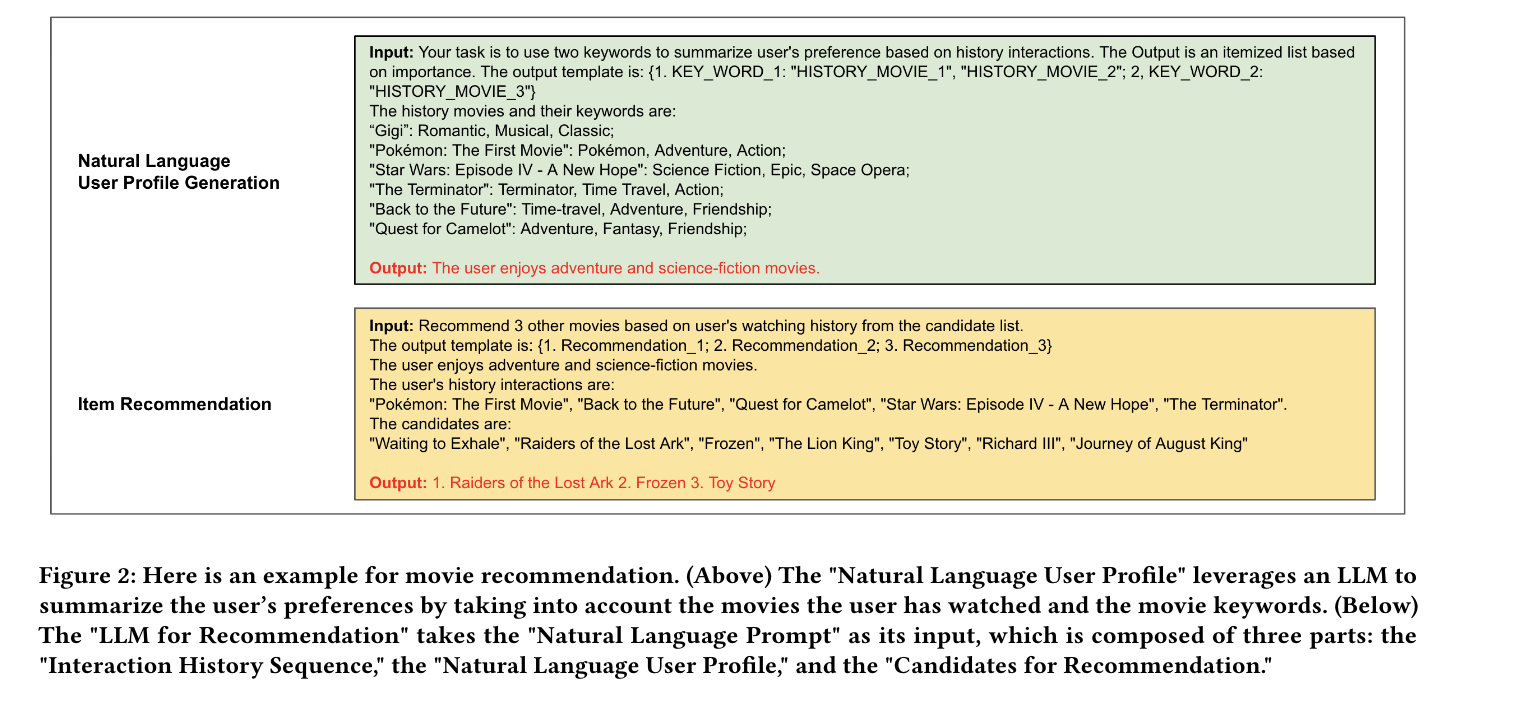 Natural Language
User Profile Generation
Input: Your task is to use two keywords to summarize user's preference based on history interactions. The Output is an itemized list based
on importance. The output template is: {1. KEY_WORD_1: "HISTORY_MOVIE_1", "HISTORY_MOVIE_2"; 2, KEY_WORD_2:
"HISTORY_MOVIE_3"}
The history movies and their keywords are:
“Gigi”: Romantic, Musical, Classic;
"Pokémon: The First Movie": Pokémon, Adventure, Action;
"Star Wars: Episode IV - A New Hope": Science Fiction, Epic, Space Opera;
"The Terminator": Terminator, Time Travel, Action;
"Back to the Future": Time-travel, Adventure, Friendship;
"Quest for Camelot": Adventure, Fantasy, Friendship;
Output: The user enjoys adventure and science-fiction movies.
Item Recommendation
Input: Recommend 3 other movies based on user's watching history from the candidate list.
The output template is: {1. Recommendation_1; 2. Recommendation_2; 3. Recommendation_3}
The user enjoys adventure and science-fiction movies.
The user's history interactions are:
"Pokémon: The First Movie", "Back to the Future", "Quest for Camelot", "Star Wars: Episode IV - A New Hope", "The Terminator".
The candidates are:
"Waiting to Exhale", "Raiders of the Lost Ark", "Frozen", "The Lion King", "Toy Story", "Richard III", "Journey of August King"
Output: 1. Raiders of the Lost Ark 2. Frozen 3. Toy Story
Figure 2: Here is an example for movie recommendation. (Above) The "Natural Language User Profile" leverages an LLM to
summarize the user’s preferences by taking into account the movies the user has watched and the movie keywords. (Below)
The "LLM for Recommendation" takes the "Natural Language Prompt" as its input, which is composed of three parts: the
"Interaction History Sequence," the "Natural Language User Profile," and the "Candidates for Recommendation."